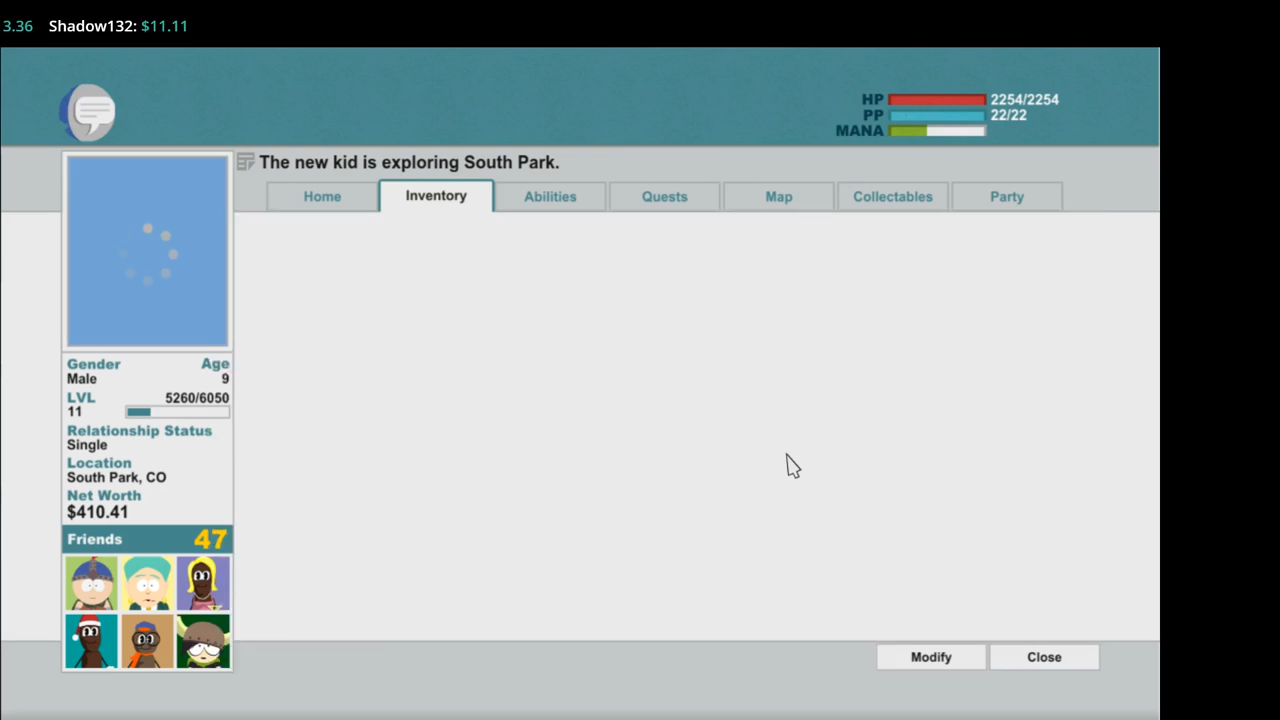 3.36 Shadow132: $11.11
HP 2254/2254
PP 22/22
MANA
The new kid is exploring South Park.
Home Inventory Abilities Quests Map Collectables Party
Gender Age
Male 9
LVL 5260/6050
11
Relationship Status
Single
Location
South Park, CO
Net Worth
$410.41
Friends 47
Modify Close